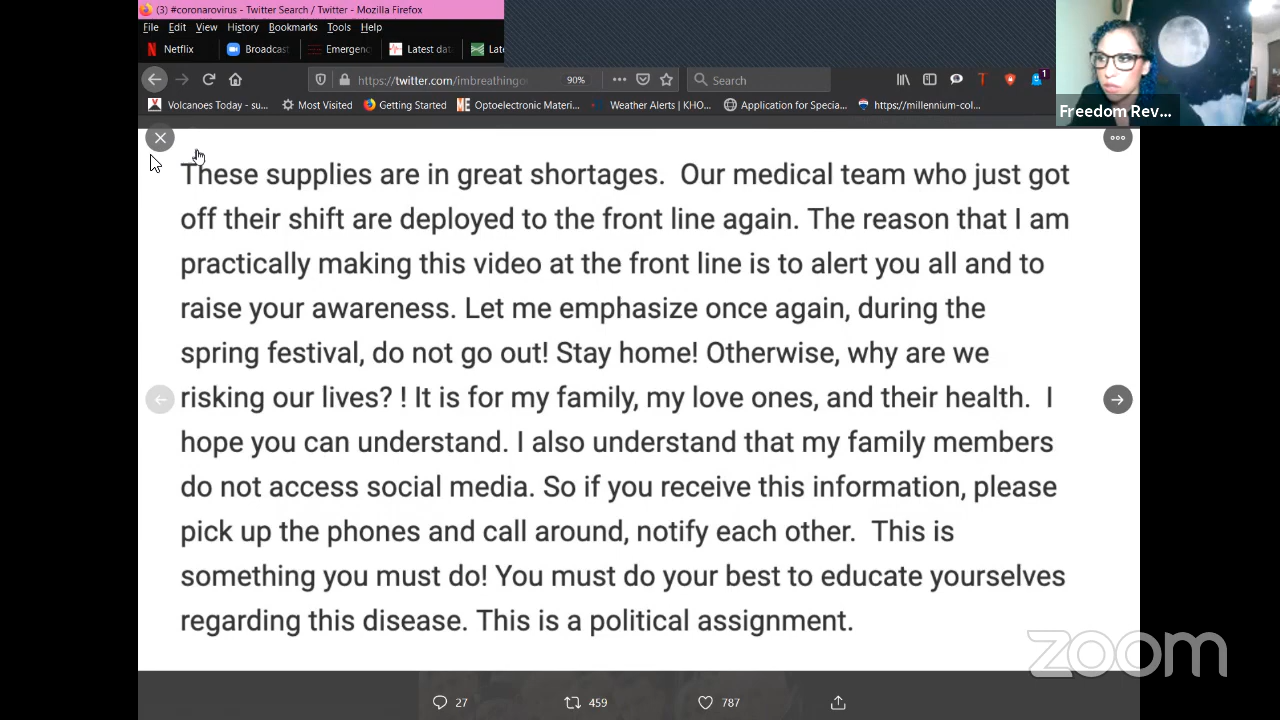 (3) #coronarovirus - Twitter Search / Twitter - Mozilla Firefox
File Edit View History Bookmarks Tools Help
Netflix Broadcast Emergenc Latest dat Late
https://twitter.com/imbreathingo 90% Search
Volcanoes Today - su... Most Visited Getting Started Optoelectronic Materi... Weather Alerts | KHO... Application for Specia... https://millennium-col...
1
Freedom Rev...
These supplies are in great shortages. Our medical team who just got
off their shift are deployed to the front line again. The reason that I am
practically making this video at the front line is to alert you all and to
raise your awareness. Let me emphasize once again, during the
spring festival, do not go out! Stay home! Otherwise, why are we
risking our lives? ! It is for my family, my love ones, and their health. I
hope you can understand. I also understand that my family members
do not access social media. So if you receive this information, please
pick up the phones and call around, notify each other. This is
something you must do! You must do your best to educate yourselves
regarding this disease. This is a political assignment.
zoom
27 459 787